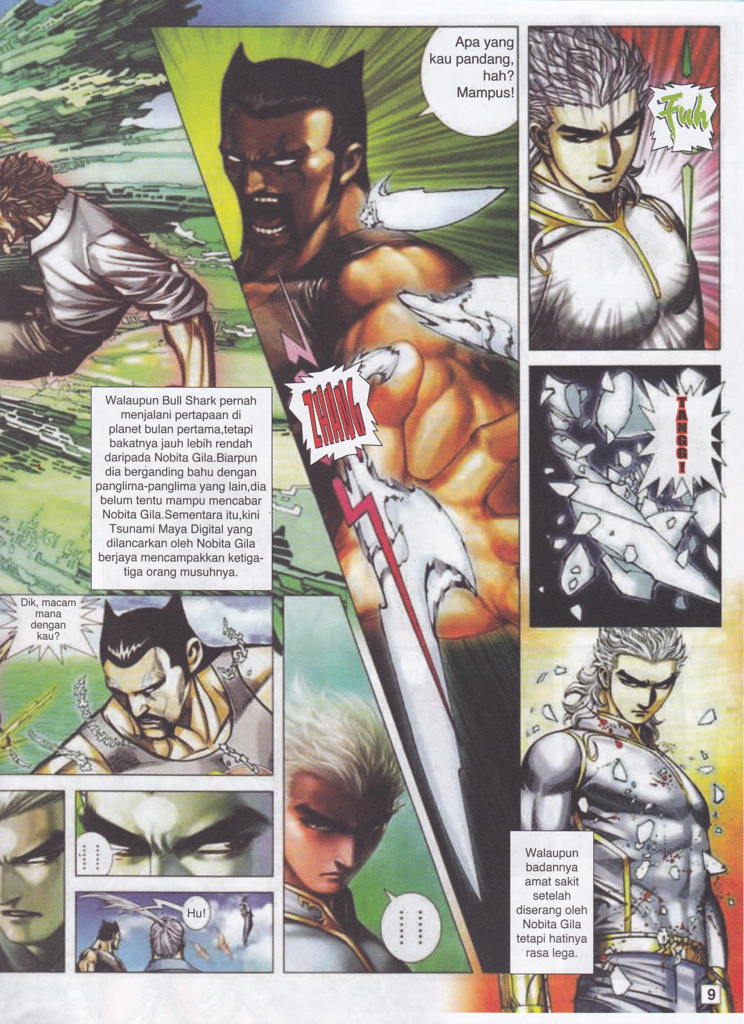 Apa yang
kau pandang,
hah?
Mampus!
Fuh
ZHANG
Walaupun Bull Shark pernah
menjalani pertapaan di
planet bulan pertama,tetapi
bakatnya jauh lebih rendah
daripada Nobita Gila.Biarpun
dia berganding bahu dengan
panglima-panglima yang lain,dia
belum tentu mampu mencabar
Nobita Gila.Sementara itu,kini
Tsunami Maya Digital yang
dilancarkan oleh Nobita Gila
berjaya mencampakkan ketiga-
tiga orang musuhnya.
TANGGI
Dik, macam
mana
dengan
kau?
Hu!
Walaupun
badannya
amat sakit
setelah
diserang oleh
Nobita Gila
tetapi hatinya
rasa lega.
9